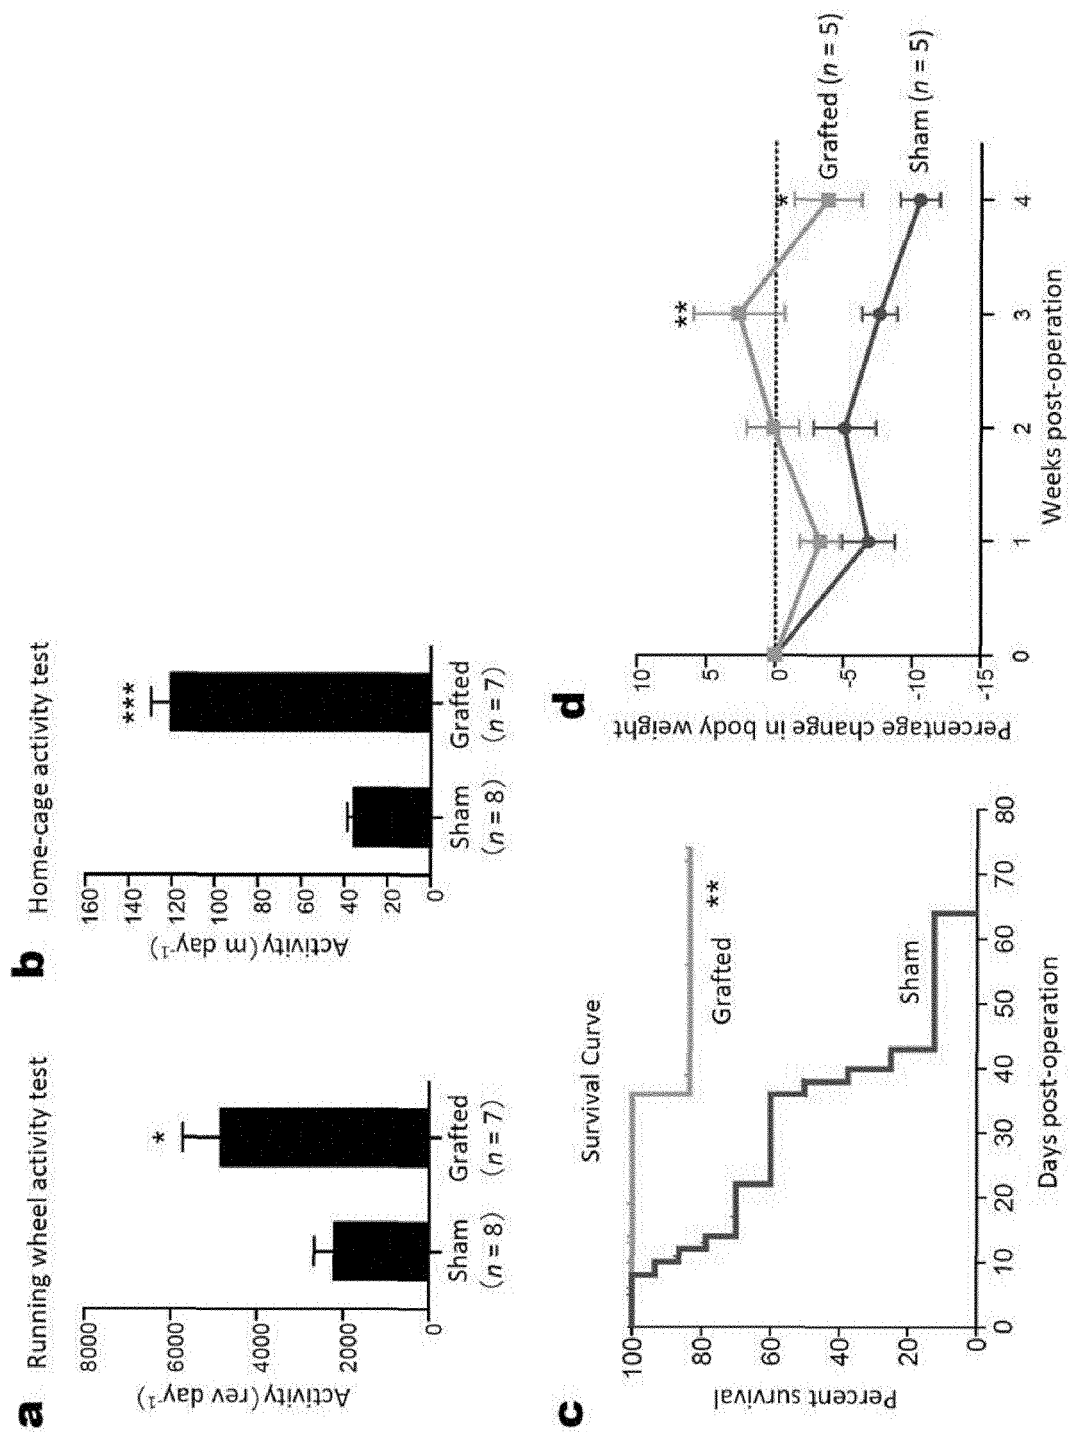 a Running wheel activity test
Activity (rev day-1)
8000
6000
4000
2000
0
*
Sham
(n = 8)
Grafted
(n = 7)
b Home-cage activity test
Activity (m day-1)
160
140
120
100
80
60
40
20
0
***
Sham
(n = 8)
Grafted
(n = 7)
c
Survival Curve
Percent survival
100
80
60
40
20
0
Grafted **
Sham
0 10 20 30 40 50 60 70 80
Days post-operation
d
Percentage change in body weight
10
5
0
-5
-10
-15
**
*
Grafted (n = 5)
Sham (n = 5)
0 1 2 3 4
Weeks post-operation